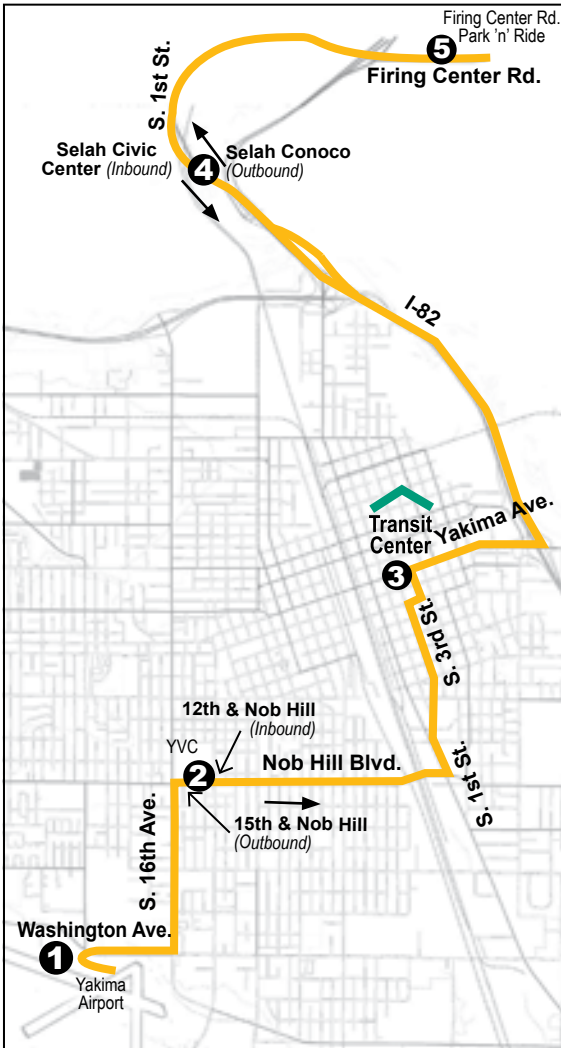 Firing Center Rd.
Park 'n' Ride
5
Firing Center Rd.
S. 1st St.
Selah Civic
Center (Inbound)
4
Selah Conoco
(Outbound)
I-82
Transit
Center
Yakima Ave.
3
S. 3rd St.
12th & Nob Hill
(Inbound)
YVC
2
Nob Hill Blvd.
S. 1st St.
15th & Nob Hill
(Outbound)
S. 16th Ave.
Washington Ave.
1
Yakima
Airport